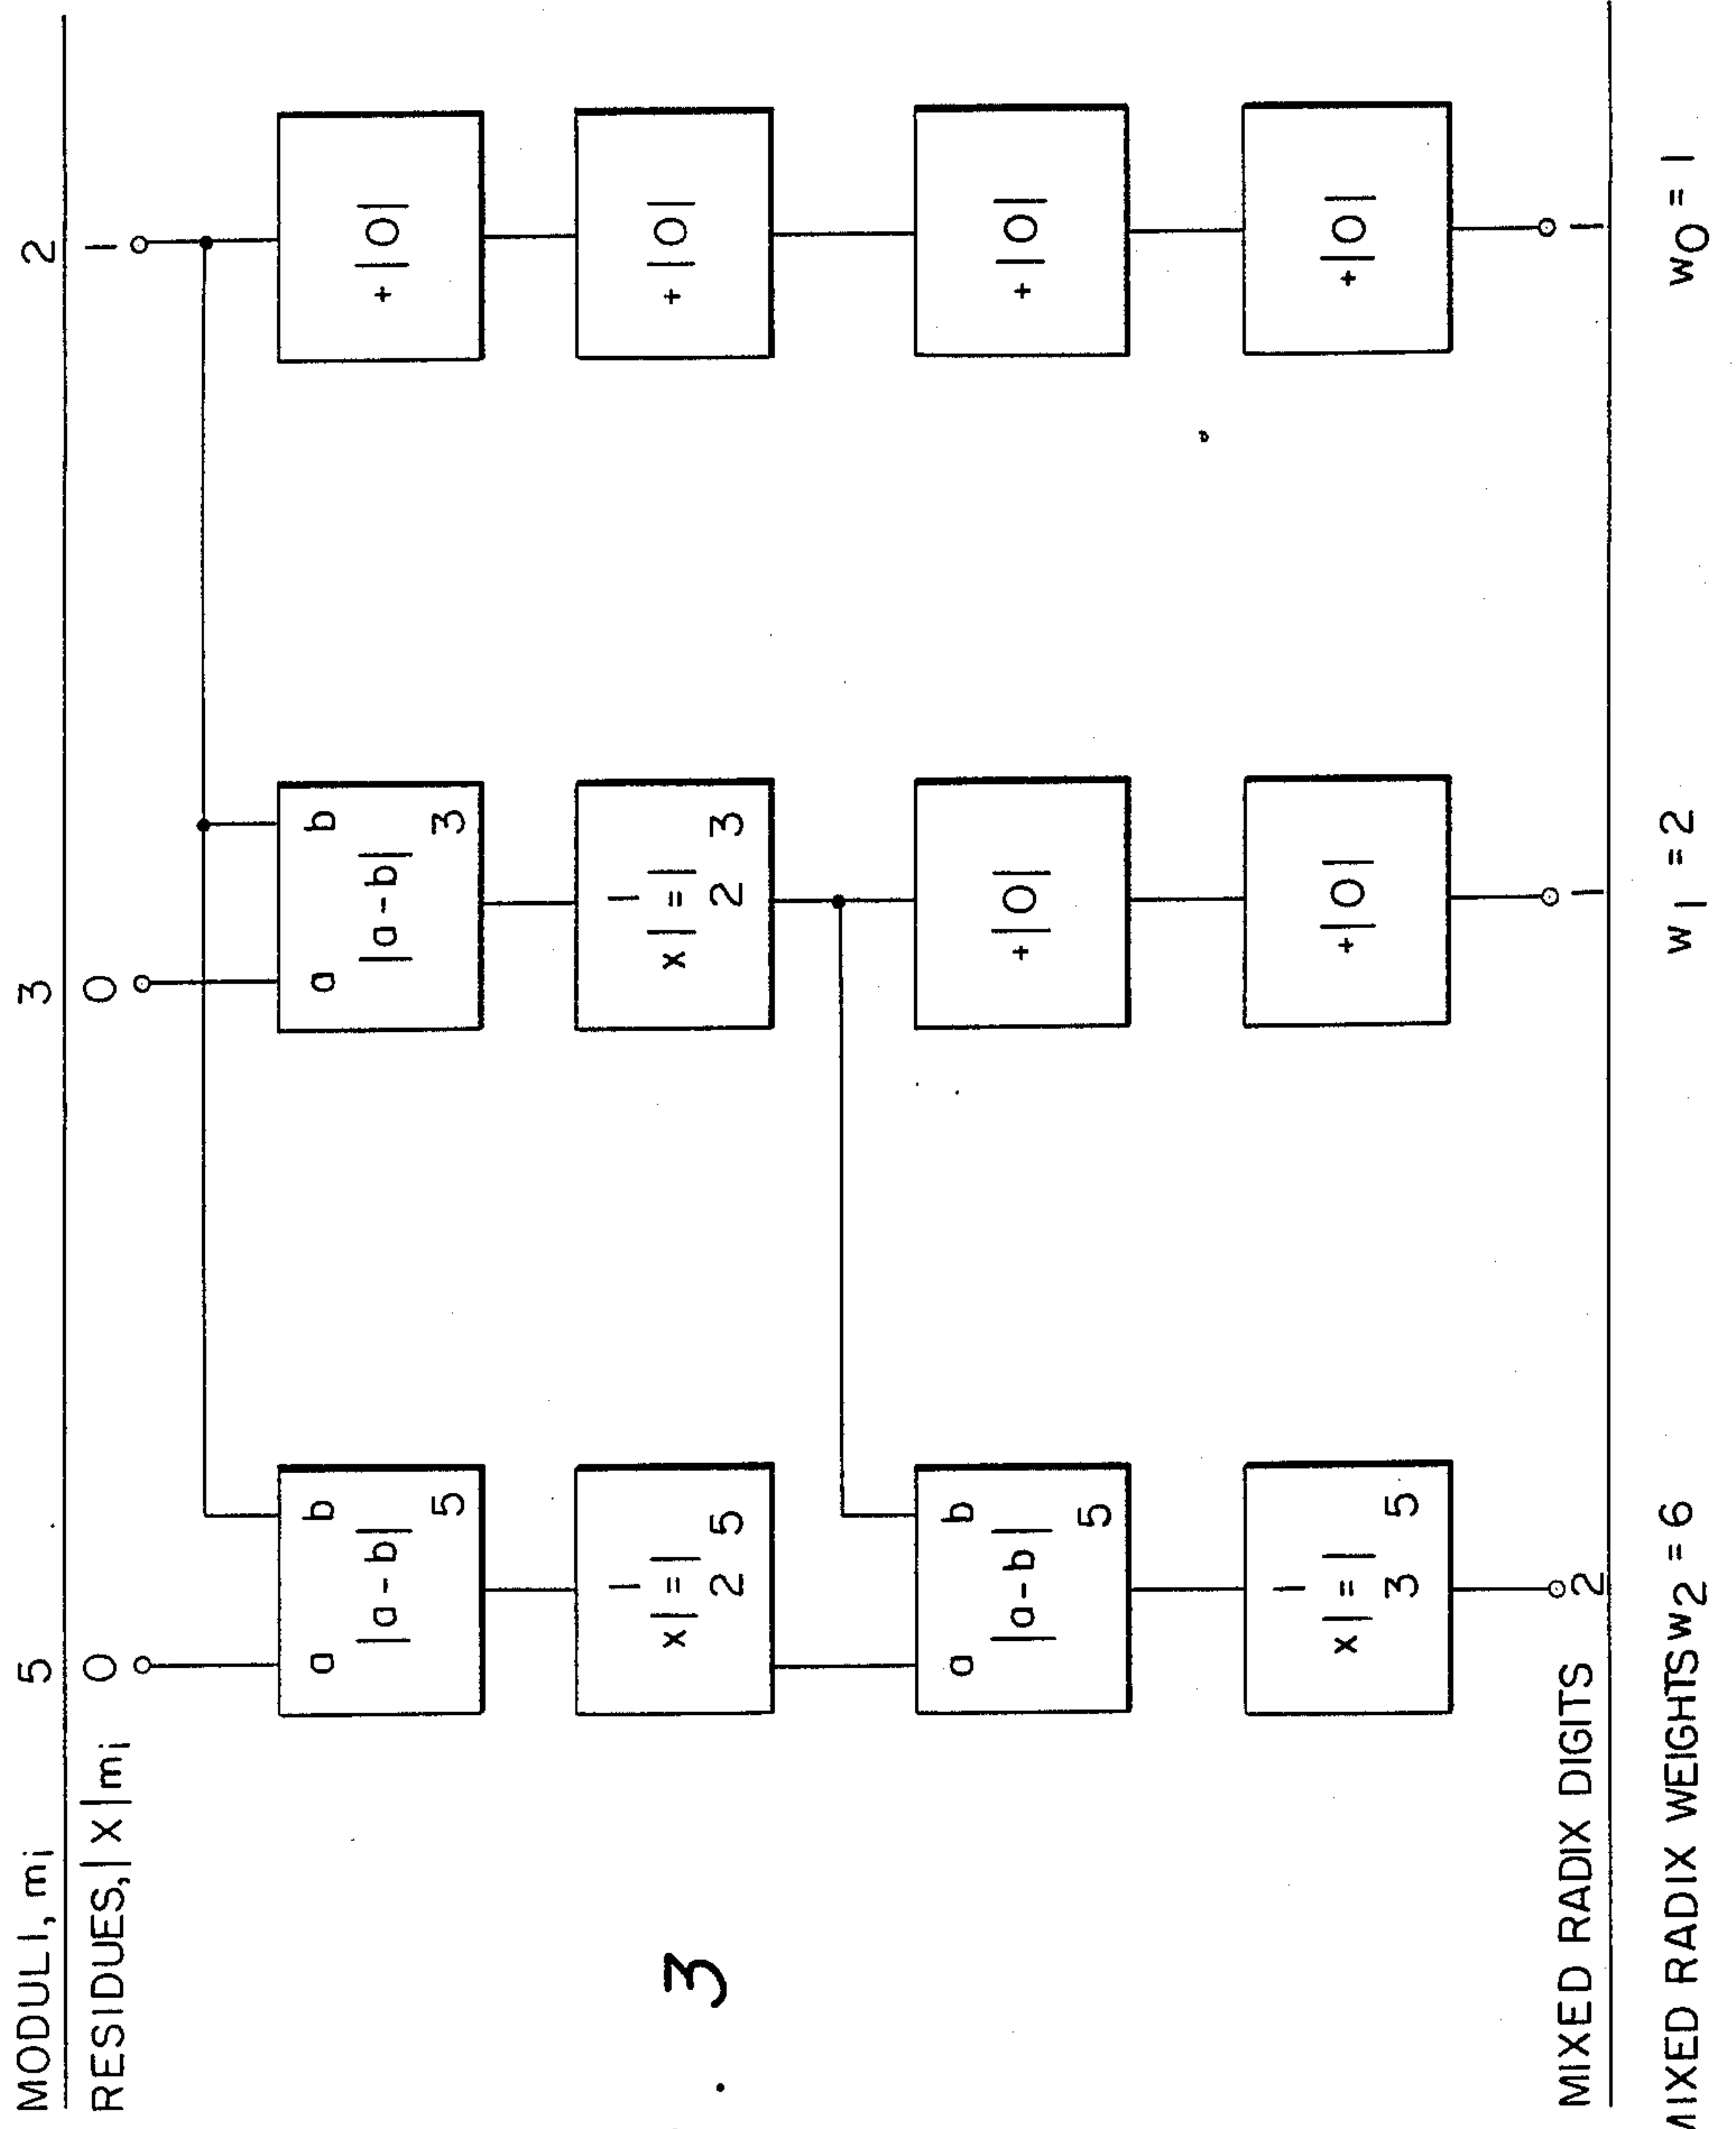 MODULI, mi 5 3 2
RESIDUES, |X|mi 0 0 1
a b a b
|a-b| |a-b| +|0|
5 3
1 1
x|=| x|=| +|0|
2 5 2 3
3
a b
|a-b| +|0| +|0|
5
1
x|=| +|0| +|0|
3 5
MIXED RADIX DIGITS 2 1 1
MIXED RADIX WEIGHTS w2 = 6 w1 = 2 w0 = 1